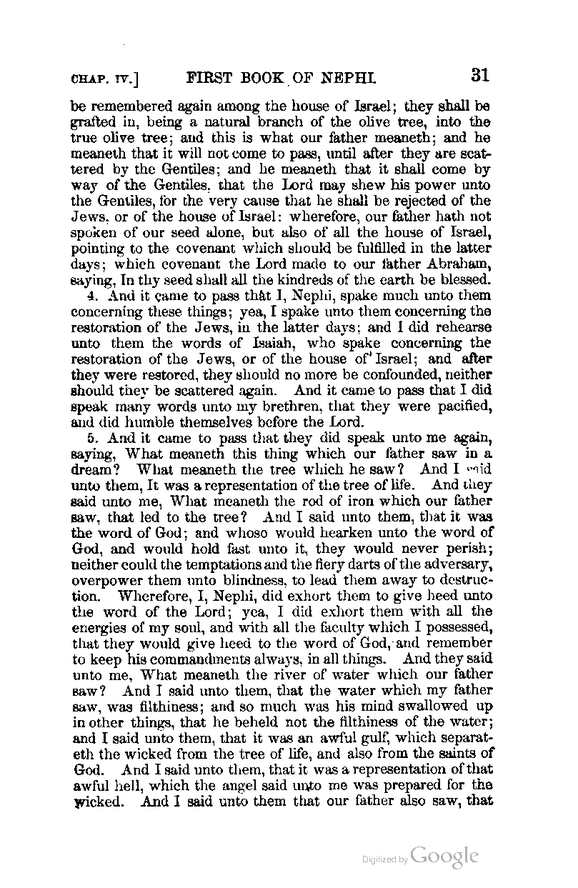 CHAP. IV.] FIRST BOOK OF NEPHI. 31
be remembered again among the house of Israel; they shall be
grafted in, being a natural branch of the olive tree, into the
true olive tree; and this is what our father meaneth; and he
meaneth that it will not come to pass, until after they are scat-
tered by the Gentiles; and he meaneth that it shall come by
way of the Gentiles, that the Lord may shew his power unto
the Gentiles, for the very cause that he shall be rejected of the
Jews, or of the house of Israel: wherefore, our father hath not
spoken of our seed alone, but also of all the house of Israel,
pointing to the covenant which should be fulfilled in the latter
days; which covenant the Lord made to our father Abraham,
saying, In thy seed shall all the kindreds of the earth be blessed.
4. And it came to pass that I, Nephi, spake much unto them
concerning these things; yea, I spake unto them concerning the
restoration of the Jews, in the latter days; and I did rehearse
unto them the words of Isaiah, who spake concerning the
restoration of the Jews, or of the house of Israel; and after
they were restored, they should no more be confounded, neither
should they be scattered again. And it came to pass that I did
speak many words unto my brethren, that they were pacified,
and did humble themselves before the Lord.
5. And it came to pass that they did speak unto me again,
saying, What meaneth this thing which our father saw in a
dream? What meaneth the tree which he saw? And I said
unto them, It was a representation of the tree of life. And they
said unto me, What meaneth the rod of iron which our father
saw, that led to the tree? And I said unto them, that it was
the word of God; and whoso would hearken unto the word of
God, and would hold fast unto it, they would never perish;
neither could the temptations and the fiery darts of the adversary,
overpower them unto blindness, to lead them away to destruc-
tion. Wherefore, I, Nephi, did exhort them to give heed unto
the word of the Lord; yea, I did exhort them with all the
energies of my soul, and with all the faculty which I possessed,
that they would give heed to the word of God, and remember
to keep his commandments always, in all things. And they said
unto me, What meaneth the river of water which our father
saw? And I said unto them, that the water which my father
saw, was filthiness; and so much was his mind swallowed up
in other things, that he beheld not the filthiness of the water;
and I said unto them, that it was an awful gulf, which separat-
eth the wicked from the tree of life, and also from the saints of
God. And I said unto them, that it was a representation of that
awful hell, which the angel said unto me was prepared for the
wicked. And I said unto them that our father also saw, that
Digitized by Google